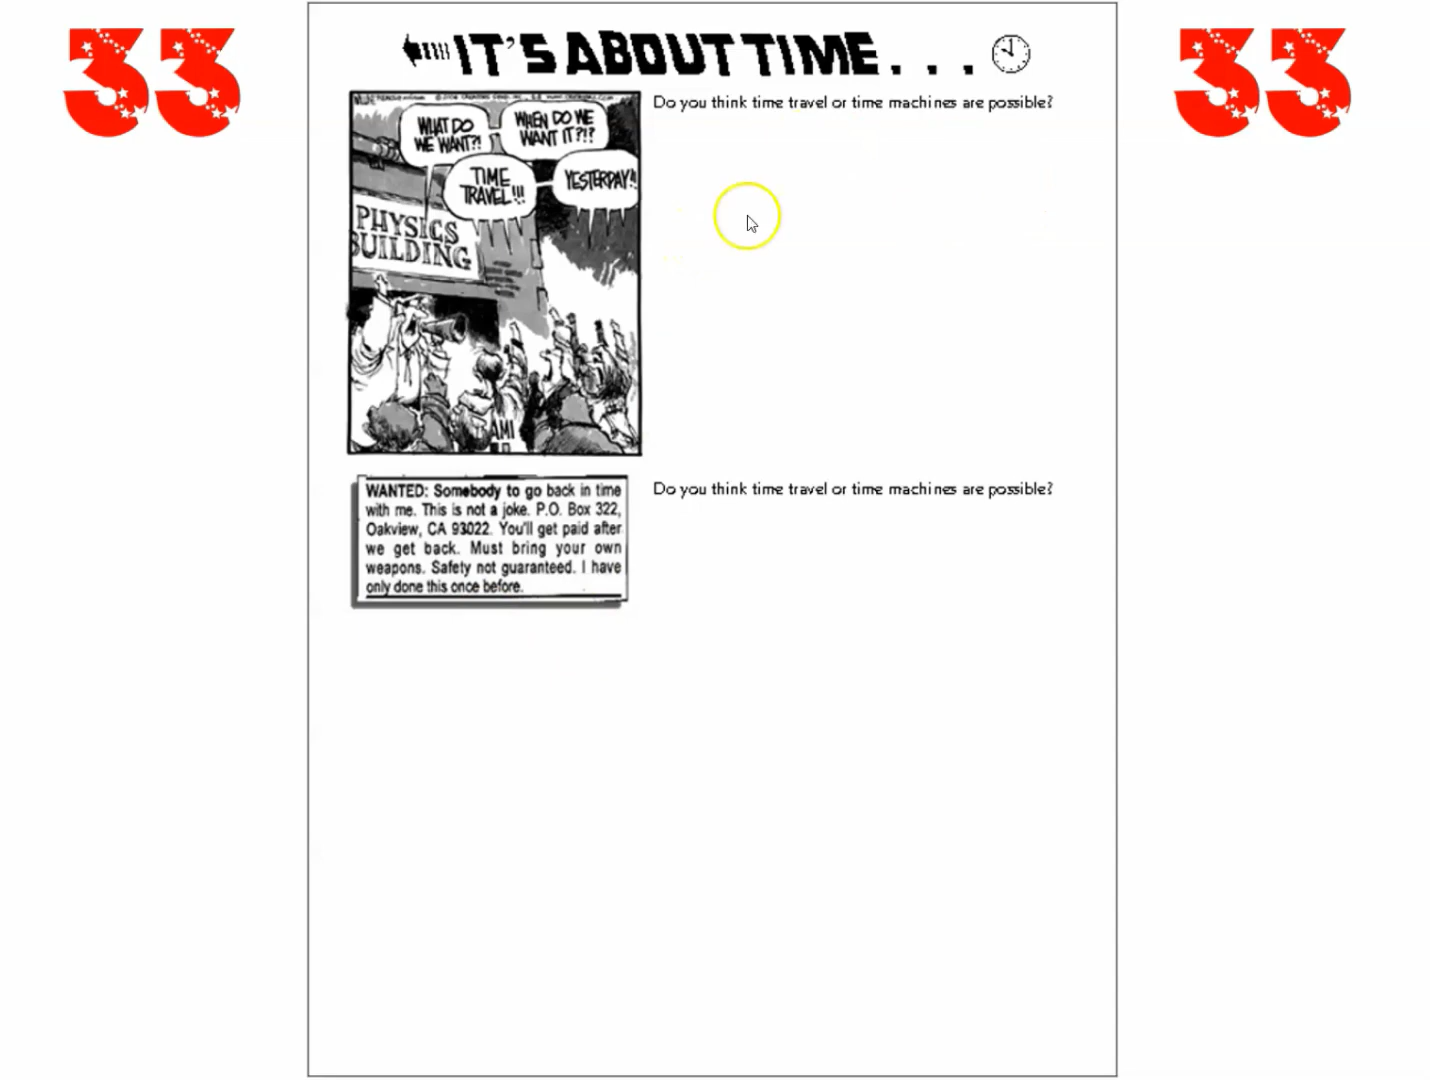 33
33
IT'S ABOUT TIME...
Do you think time travel or time machines are possible?
WHAT DO
WE WANT?!
WHEN DO WE
WANT IT?!?
TIME
TRAVEL!!!
YESTERDAY!!
PHYSICS
BUILDING
AMI
WANTED: Somebody to go back in time
with me. This is not a joke. P.O. Box 322,
Oakview, CA 93022. You'll get paid after
we get back. Must bring your own
weapons. Safety not guaranteed. I have
only done this once before.
Do you think time travel or time machines are possible?